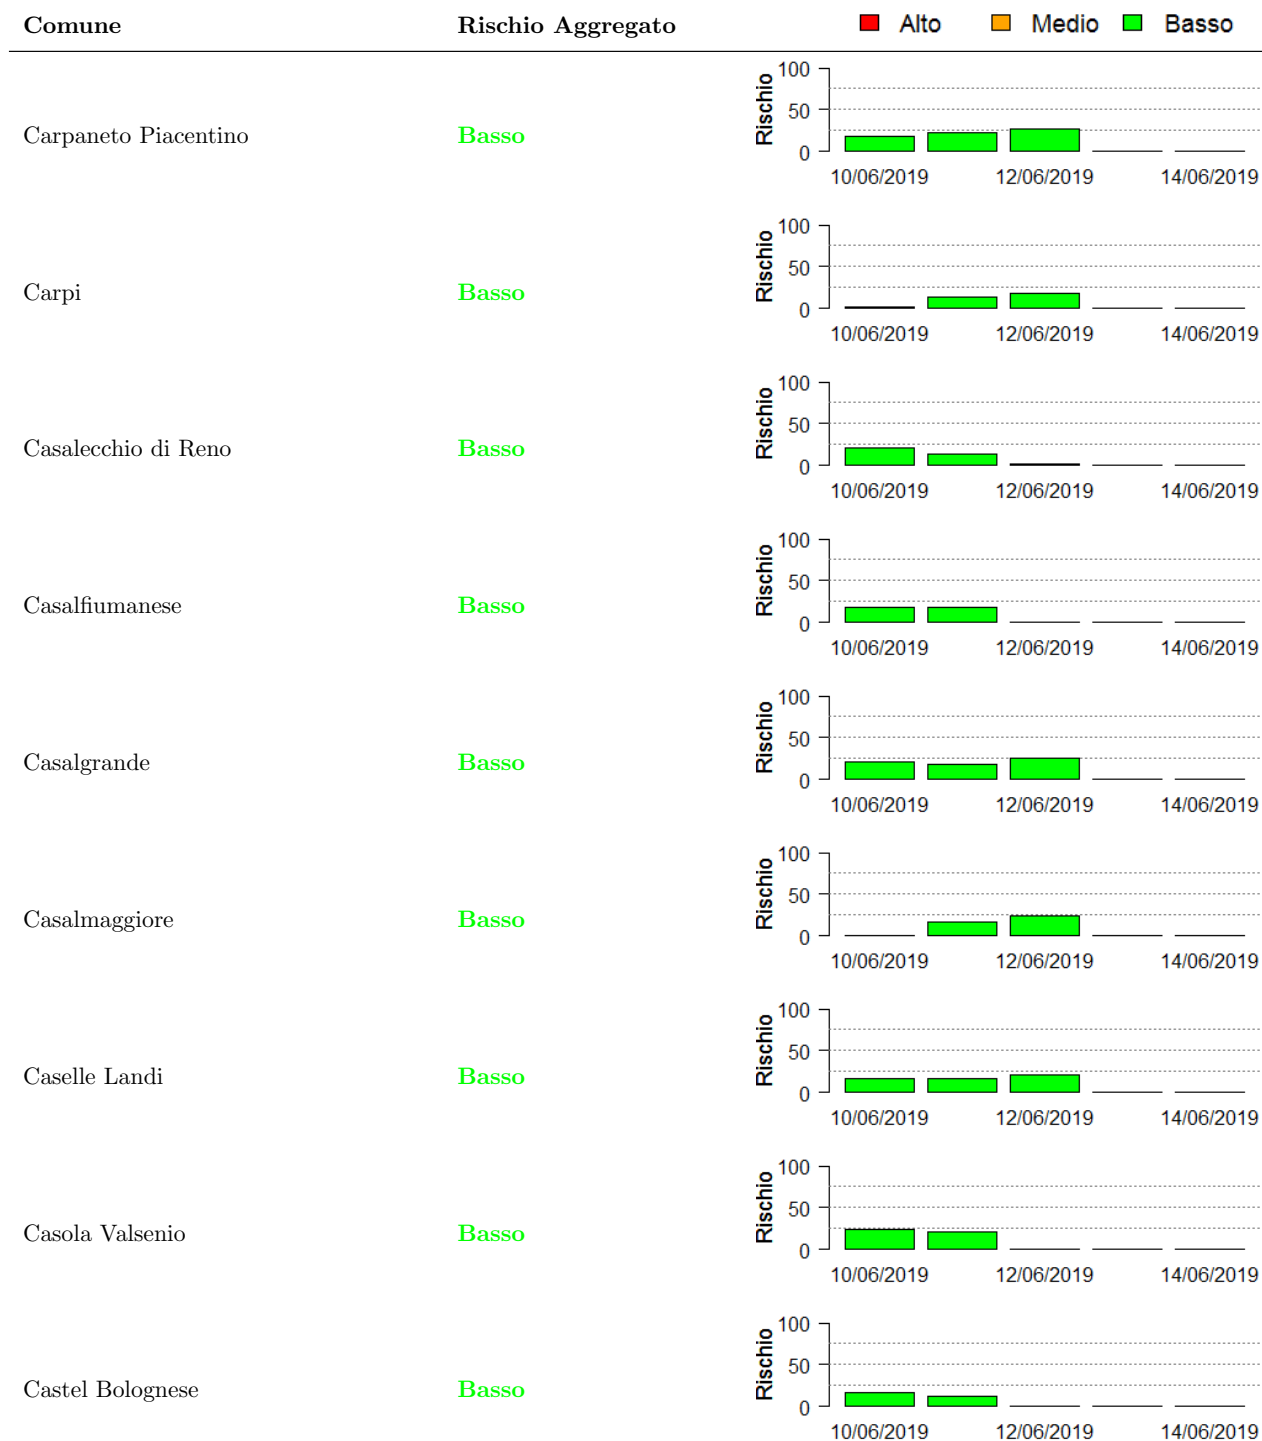 Comune Rischio Aggregato Alto Medio Basso
Carpaneto Piacentino Basso Rischio 100 50 0
10/06/2019 12/06/2019 14/06/2019
Carpi Basso Rischio 100 50 0
10/06/2019 12/06/2019 14/06/2019
Casalecchio di Reno Basso Rischio 100 50 0
10/06/2019 12/06/2019 14/06/2019
Casalfiumanese Basso Rischio 100 50 0
10/06/2019 12/06/2019 14/06/2019
Casalgrande Basso Rischio 100 50 0
10/06/2019 12/06/2019 14/06/2019
Casalmaggiore Basso Rischio 100 50 0
10/06/2019 12/06/2019 14/06/2019
Caselle Landi Basso Rischio 100 50 0
10/06/2019 12/06/2019 14/06/2019
Casola Valsenio Basso Rischio 100 50 0
10/06/2019 12/06/2019 14/06/2019
Castel Bolognese Basso Rischio 100 50 0
10/06/2019 12/06/2019 14/06/2019